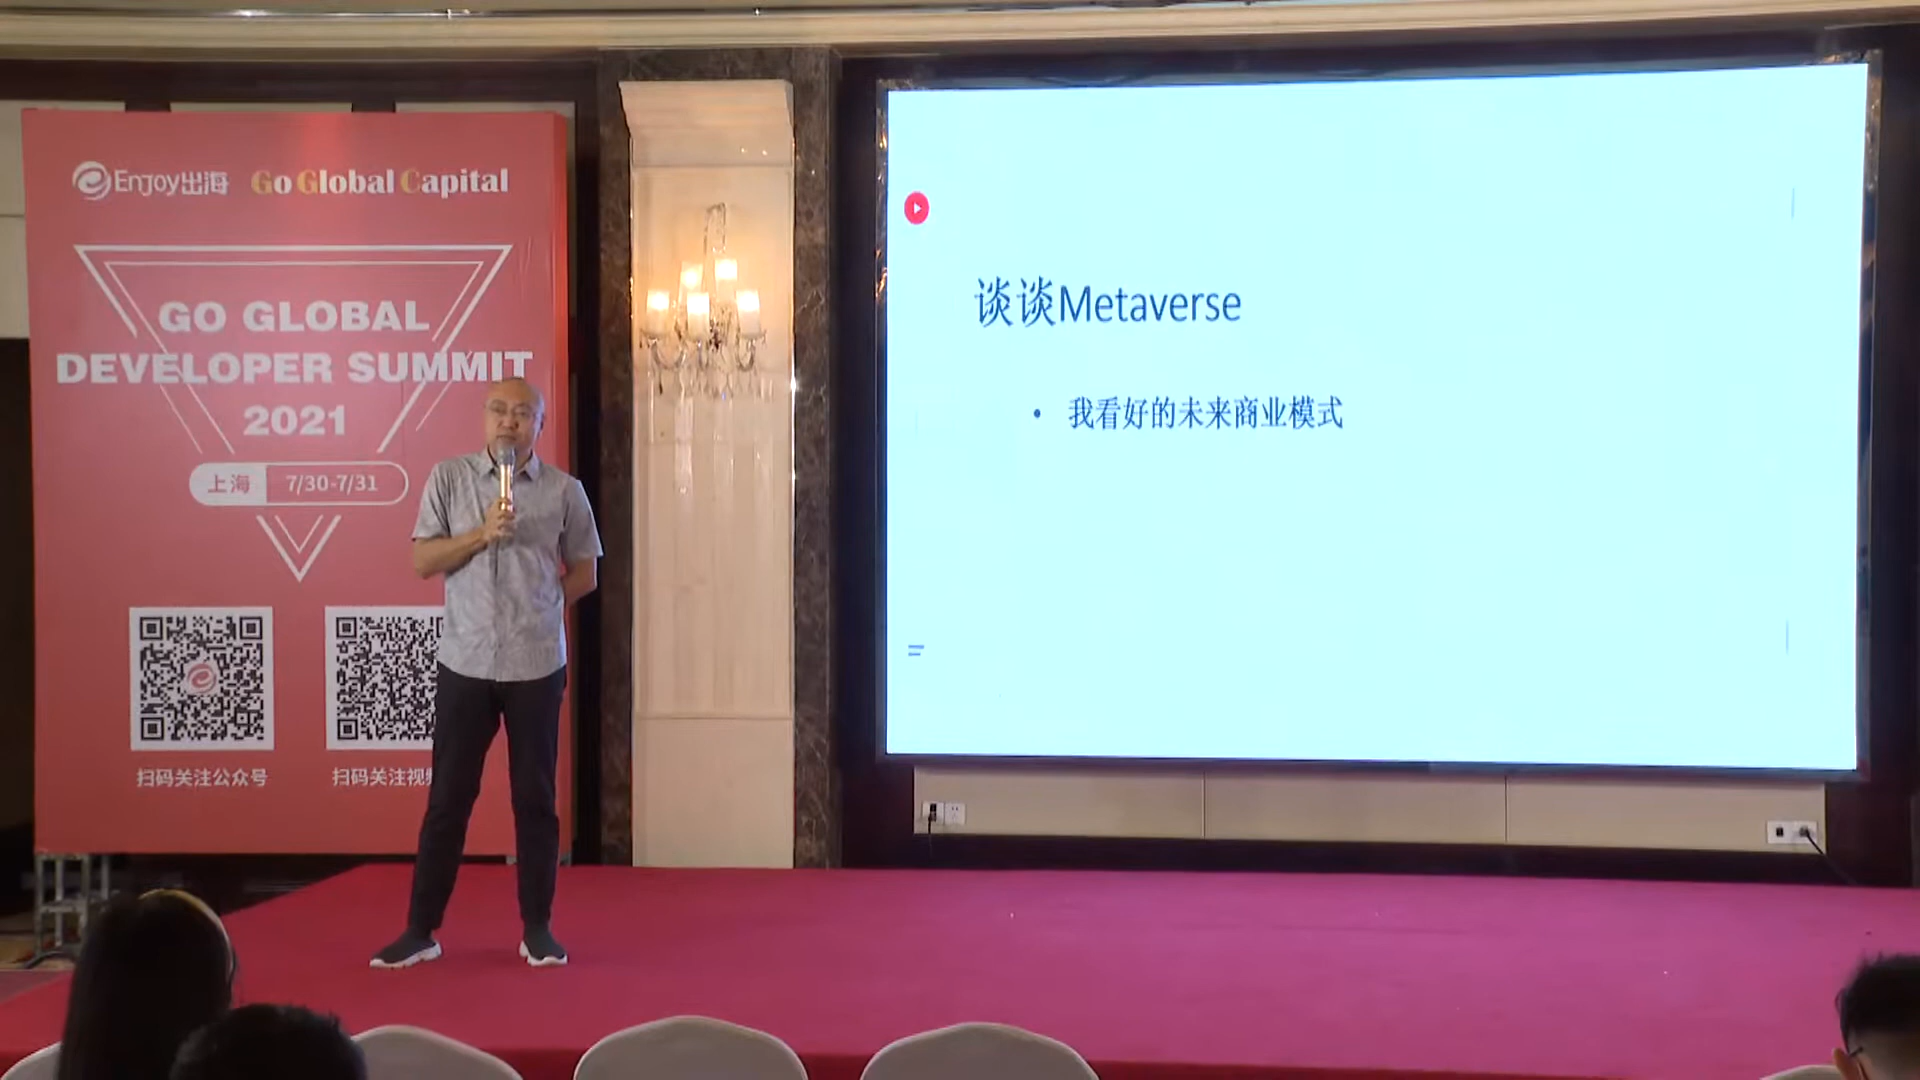 Enjoy出海 Go Global Capital
GO GLOBAL
DEVELOPER SUMMIT
2021
上海 7/30-7/31
扫码关注公众号
扫码关注视
谈谈Metaverse
• 我看好的未来商业模式